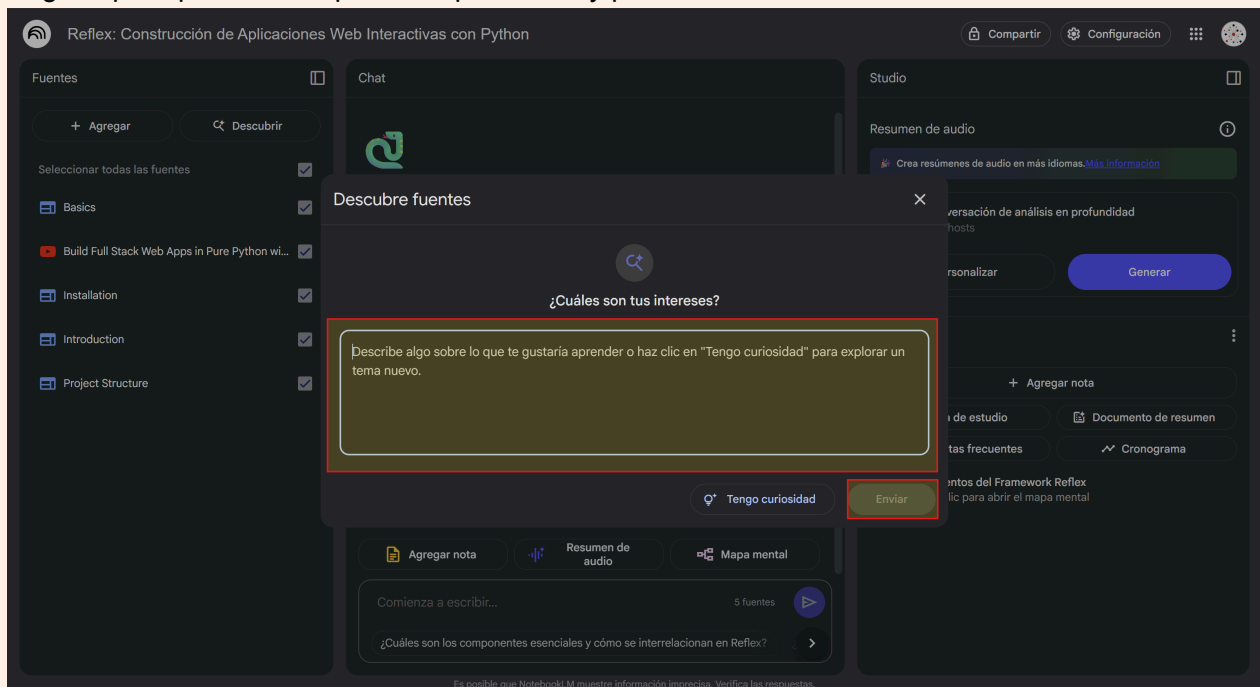 Reflex: Construcción de Aplicaciones Web Interactivas con Python
Compartir
Configuración
Fuentes
+ Agregar
Descubrir
Seleccionar todas las fuentes
Basics
Build Full Stack Web Apps in Pure Python wi...
Installation
Introduction
Project Structure
Chat
Descubre fuentes
¿Cuáles son tus intereses?
Describe algo sobre lo que te gustaría aprender o haz clic en "Tengo curiosidad" para explorar un
tema nuevo.
Tengo curiosidad
Enviar
Agregar nota
Resumen de
audio
Mapa mental
Comienza a escribir...
5 fuentes
¿Cuáles son los componentes esenciales y cómo se interrelacionan en Reflex?
Es posible que NotebookLM muestre información imprecisa. Verifica las respuestas.
Studio
Resumen de audio
Crea resúmenes de audio en más idiomas. Más información
versación de análisis en profundidad
hosts
rsonalizar
Generar
+ Agregar nota
de estudio
Documento de resumen
tas frecuentes
Cronograma
entos del Framework Reflex
lic para abrir el mapa mental